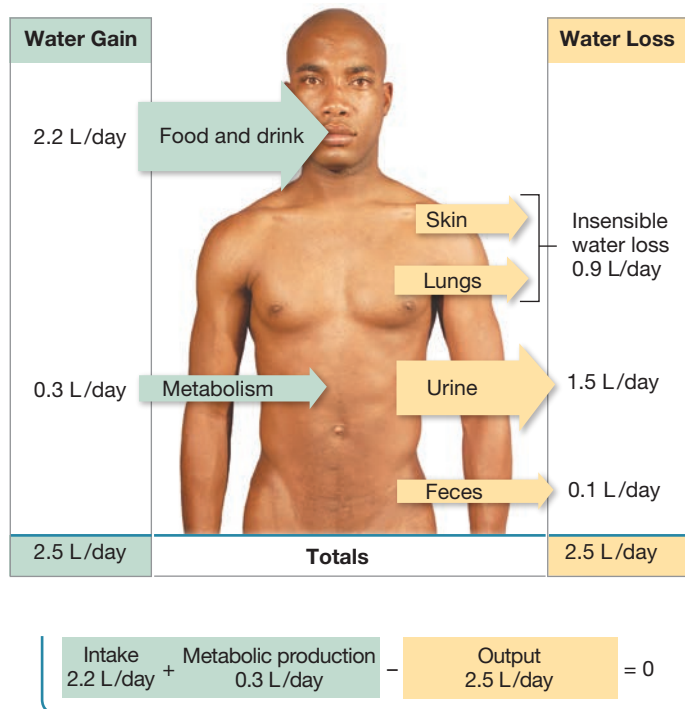 Water Gain
Water Loss
2.2 L/day
Food and drink
Skin
Lungs
Insensible
water loss
0.9 L/day
0.3 L/day
Metabolism
Urine
1.5 L/day
Feces
0.1 L/day
2.5 L/day
Totals
2.5 L/day
Intake
2.2 L/day
+
Metabolic production
0.3 L/day
–
Output
2.5 L/day
= 0